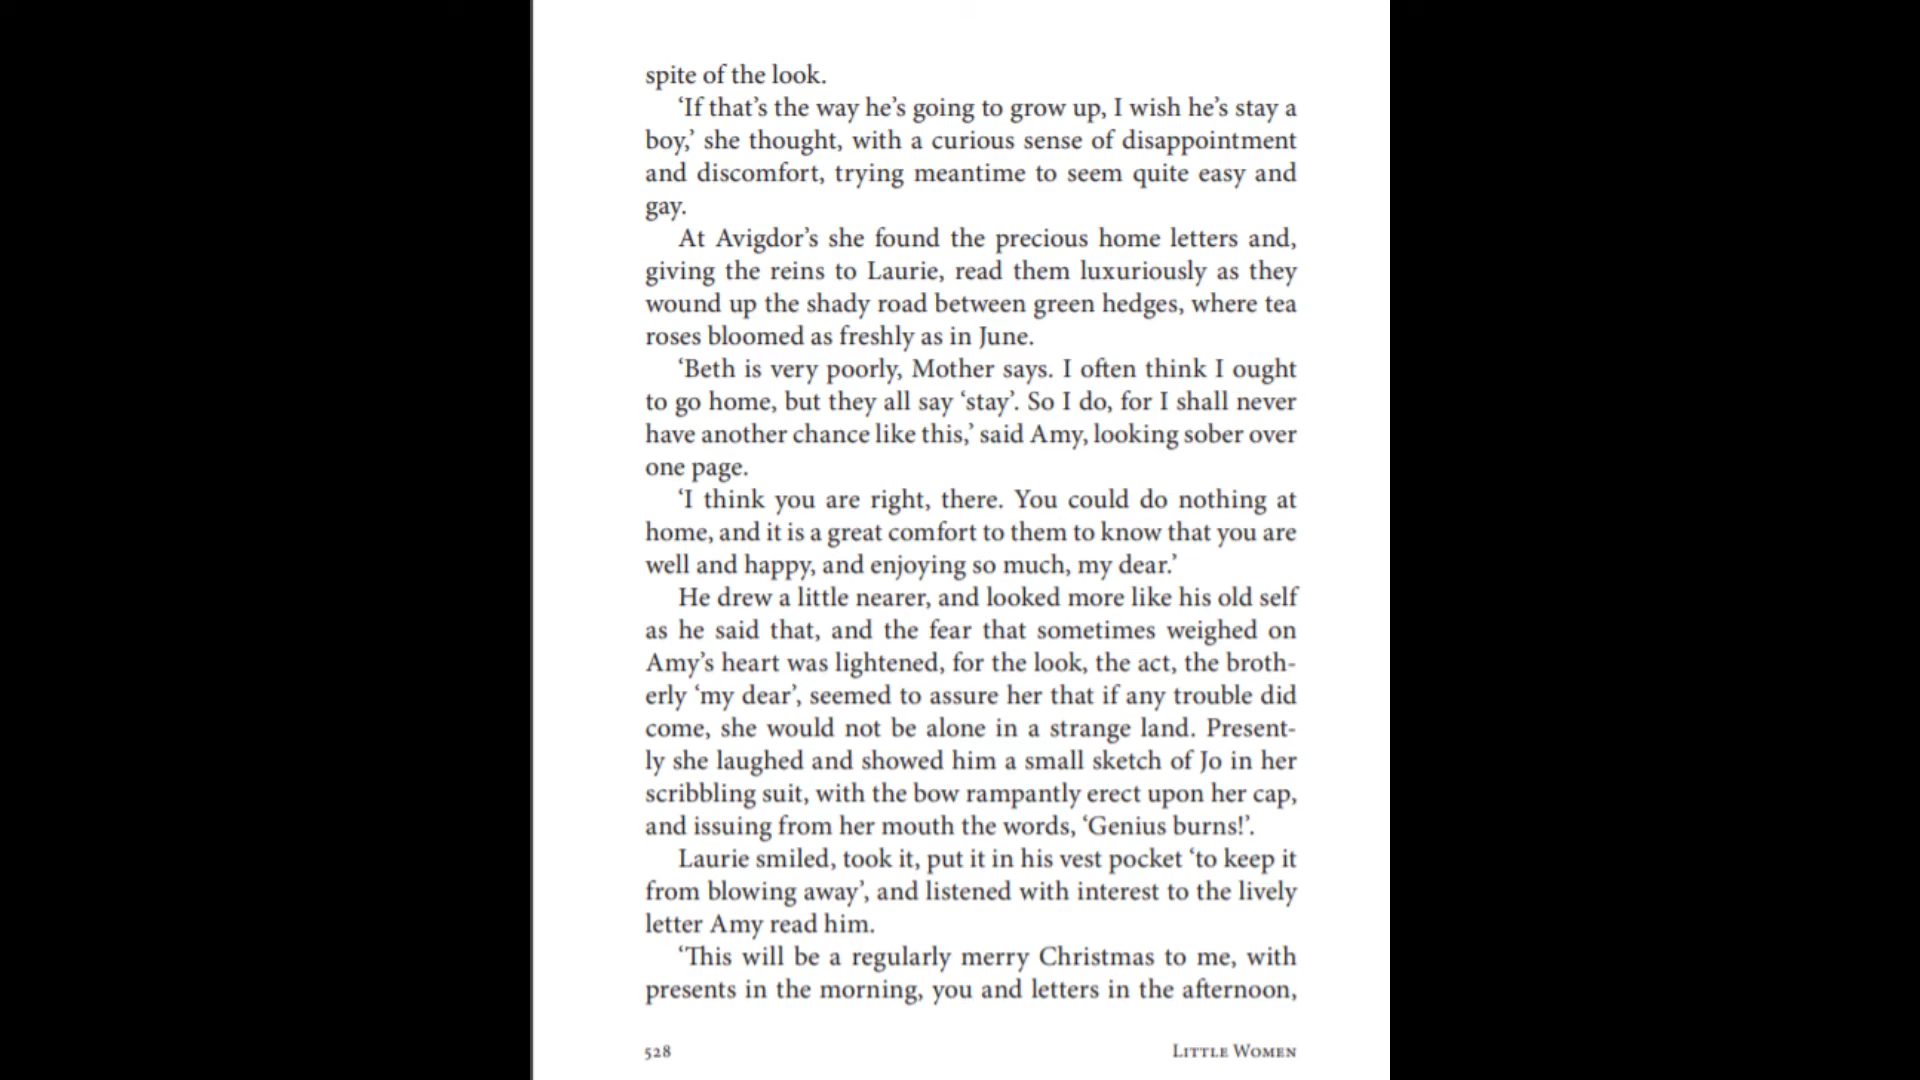 spite of the look.
‘If that’s the way he’s going to grow up, I wish he’s stay a
boy,’ she thought, with a curious sense of disappointment
and discomfort, trying meantime to seem quite easy and
gay.
At Avigdor’s she found the precious home letters and,
giving the reins to Laurie, read them luxuriously as they
wound up the shady road between green hedges, where tea
roses bloomed as freshly as in June.
‘Beth is very poorly, Mother says. I often think I ought
to go home, but they all say ‘stay’. So I do, for I shall never
have another chance like this,’ said Amy, looking sober over
one page.
‘I think you are right, there. You could do nothing at
home, and it is a great comfort to them to know that you are
well and happy, and enjoying so much, my dear.’
He drew a little nearer, and looked more like his old self
as he said that, and the fear that sometimes weighed on
Amy’s heart was lightened, for the look, the act, the broth-
erly ‘my dear’, seemed to assure her that if any trouble did
come, she would not be alone in a strange land. Present-
ly she laughed and showed him a small sketch of Jo in her
scribbling suit, with the bow rampantly erect upon her cap,
and issuing from her mouth the words, ‘Genius burns!’.
Laurie smiled, took it, put it in his vest pocket ‘to keep it
from blowing away’, and listened with interest to the lively
letter Amy read him.
‘This will be a regularly merry Christmas to me, with
presents in the morning, you and letters in the afternoon,
528 Little Women